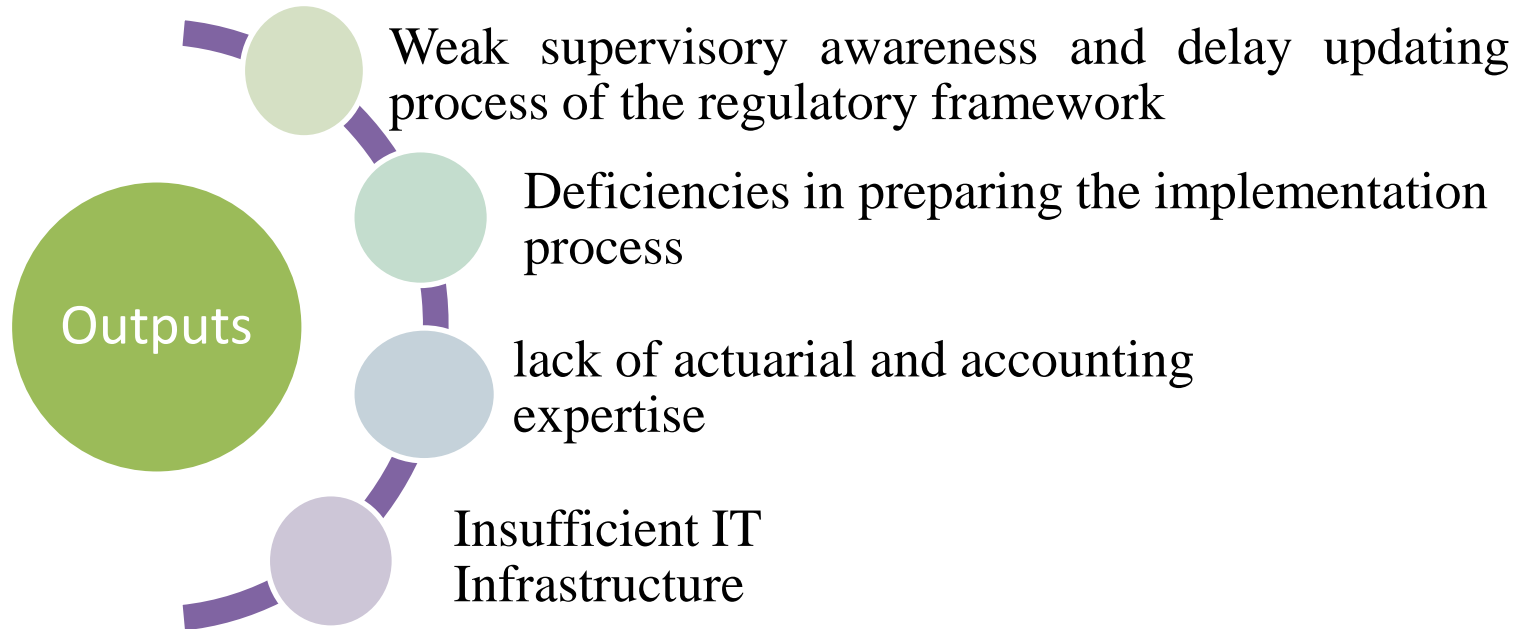 Weak supervisory awareness and delay updating
process of the regulatory framework
Deficiencies in preparing the implementation
process
Outputs
lack of actuarial and accounting
expertise
Insufficient IT
Infrastructure